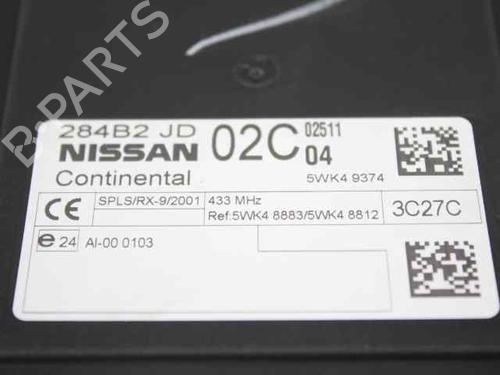 B-PARTS
284B2 JD
NISSAN 02C 02511
04
Continental
5WK4 9374
CE SPLS/RX-9/2001 433 MHz
Ref:5WK4 8883/5WK4 8812
3C27C
e 24 AI-00 0103